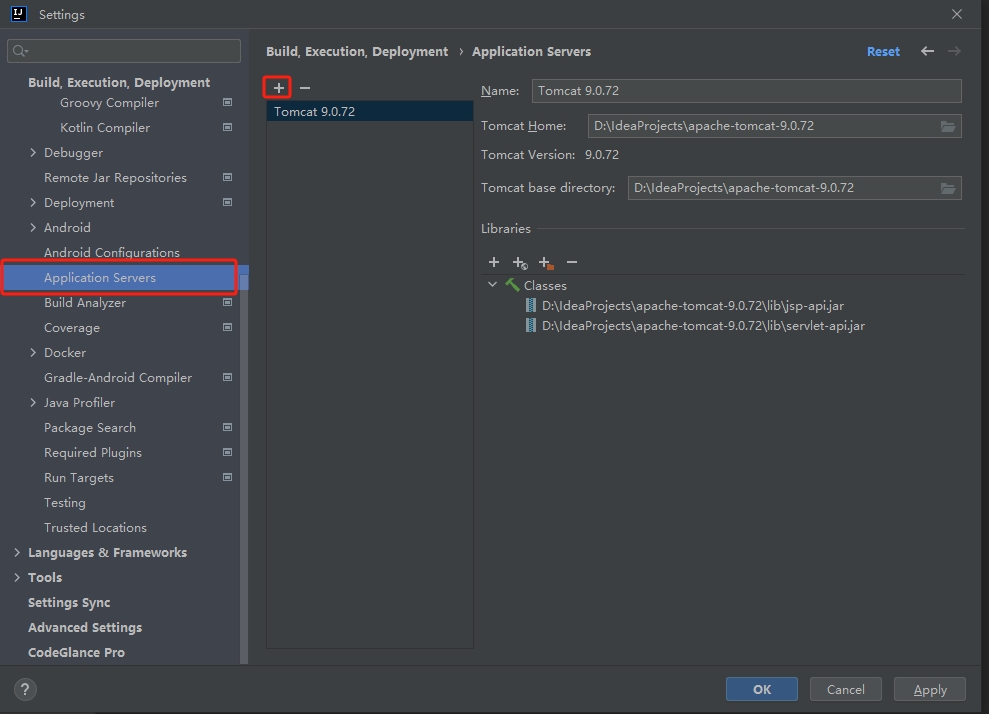 Settings
Build, Execution, Deployment
Groovy Compiler
Kotlin Compiler
Debugger
Remote Jar Repositories
Deployment
Android
Android Configurations
Application Servers
Build Analyzer
Coverage
Docker
Gradle-Android Compiler
Java Profiler
Package Search
Required Plugins
Run Targets
Testing
Trusted Locations
Languages & Frameworks
Tools
Settings Sync
Advanced Settings
CodeGlance Pro
Build, Execution, Deployment › Application Servers
Reset
Tomcat 9.0.72
Name: Tomcat 9.0.72
Tomcat Home: D:\IdeaProjects\apache-tomcat-9.0.72
Tomcat Version: 9.0.72
Tomcat base directory: D:\IdeaProjects\apache-tomcat-9.0.72
Libraries
Classes
D:\IdeaProjects\apache-tomcat-9.0.72\lib\jsp-api.jar
D:\IdeaProjects\apache-tomcat-9.0.72\lib\servlet-api.jar
?
OK Cancel Apply